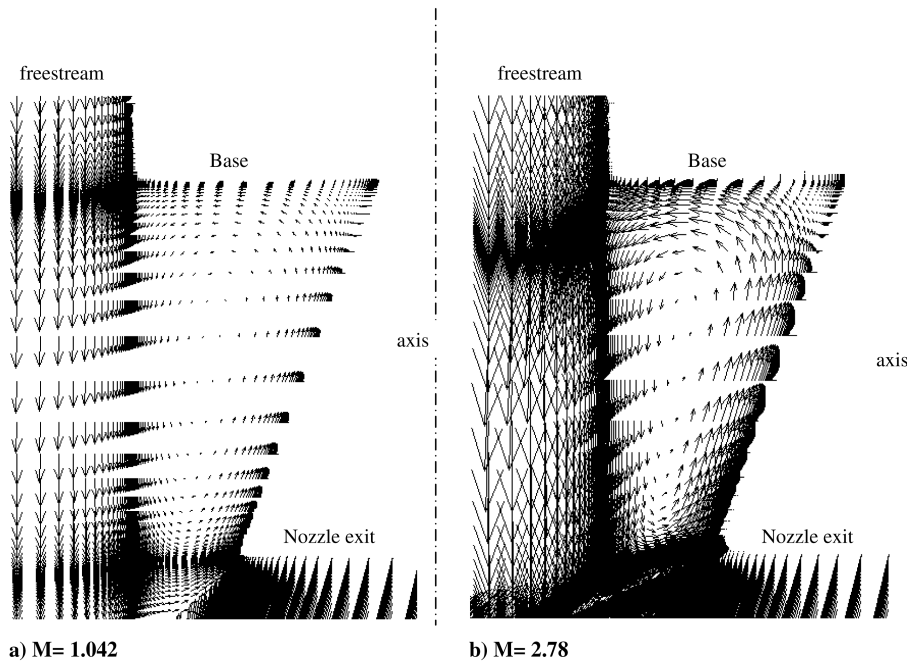 freestream
Base
axis
Nozzle exit
a) M= 1.042
freestream
Base
axis
Nozzle exit
b) M= 2.78